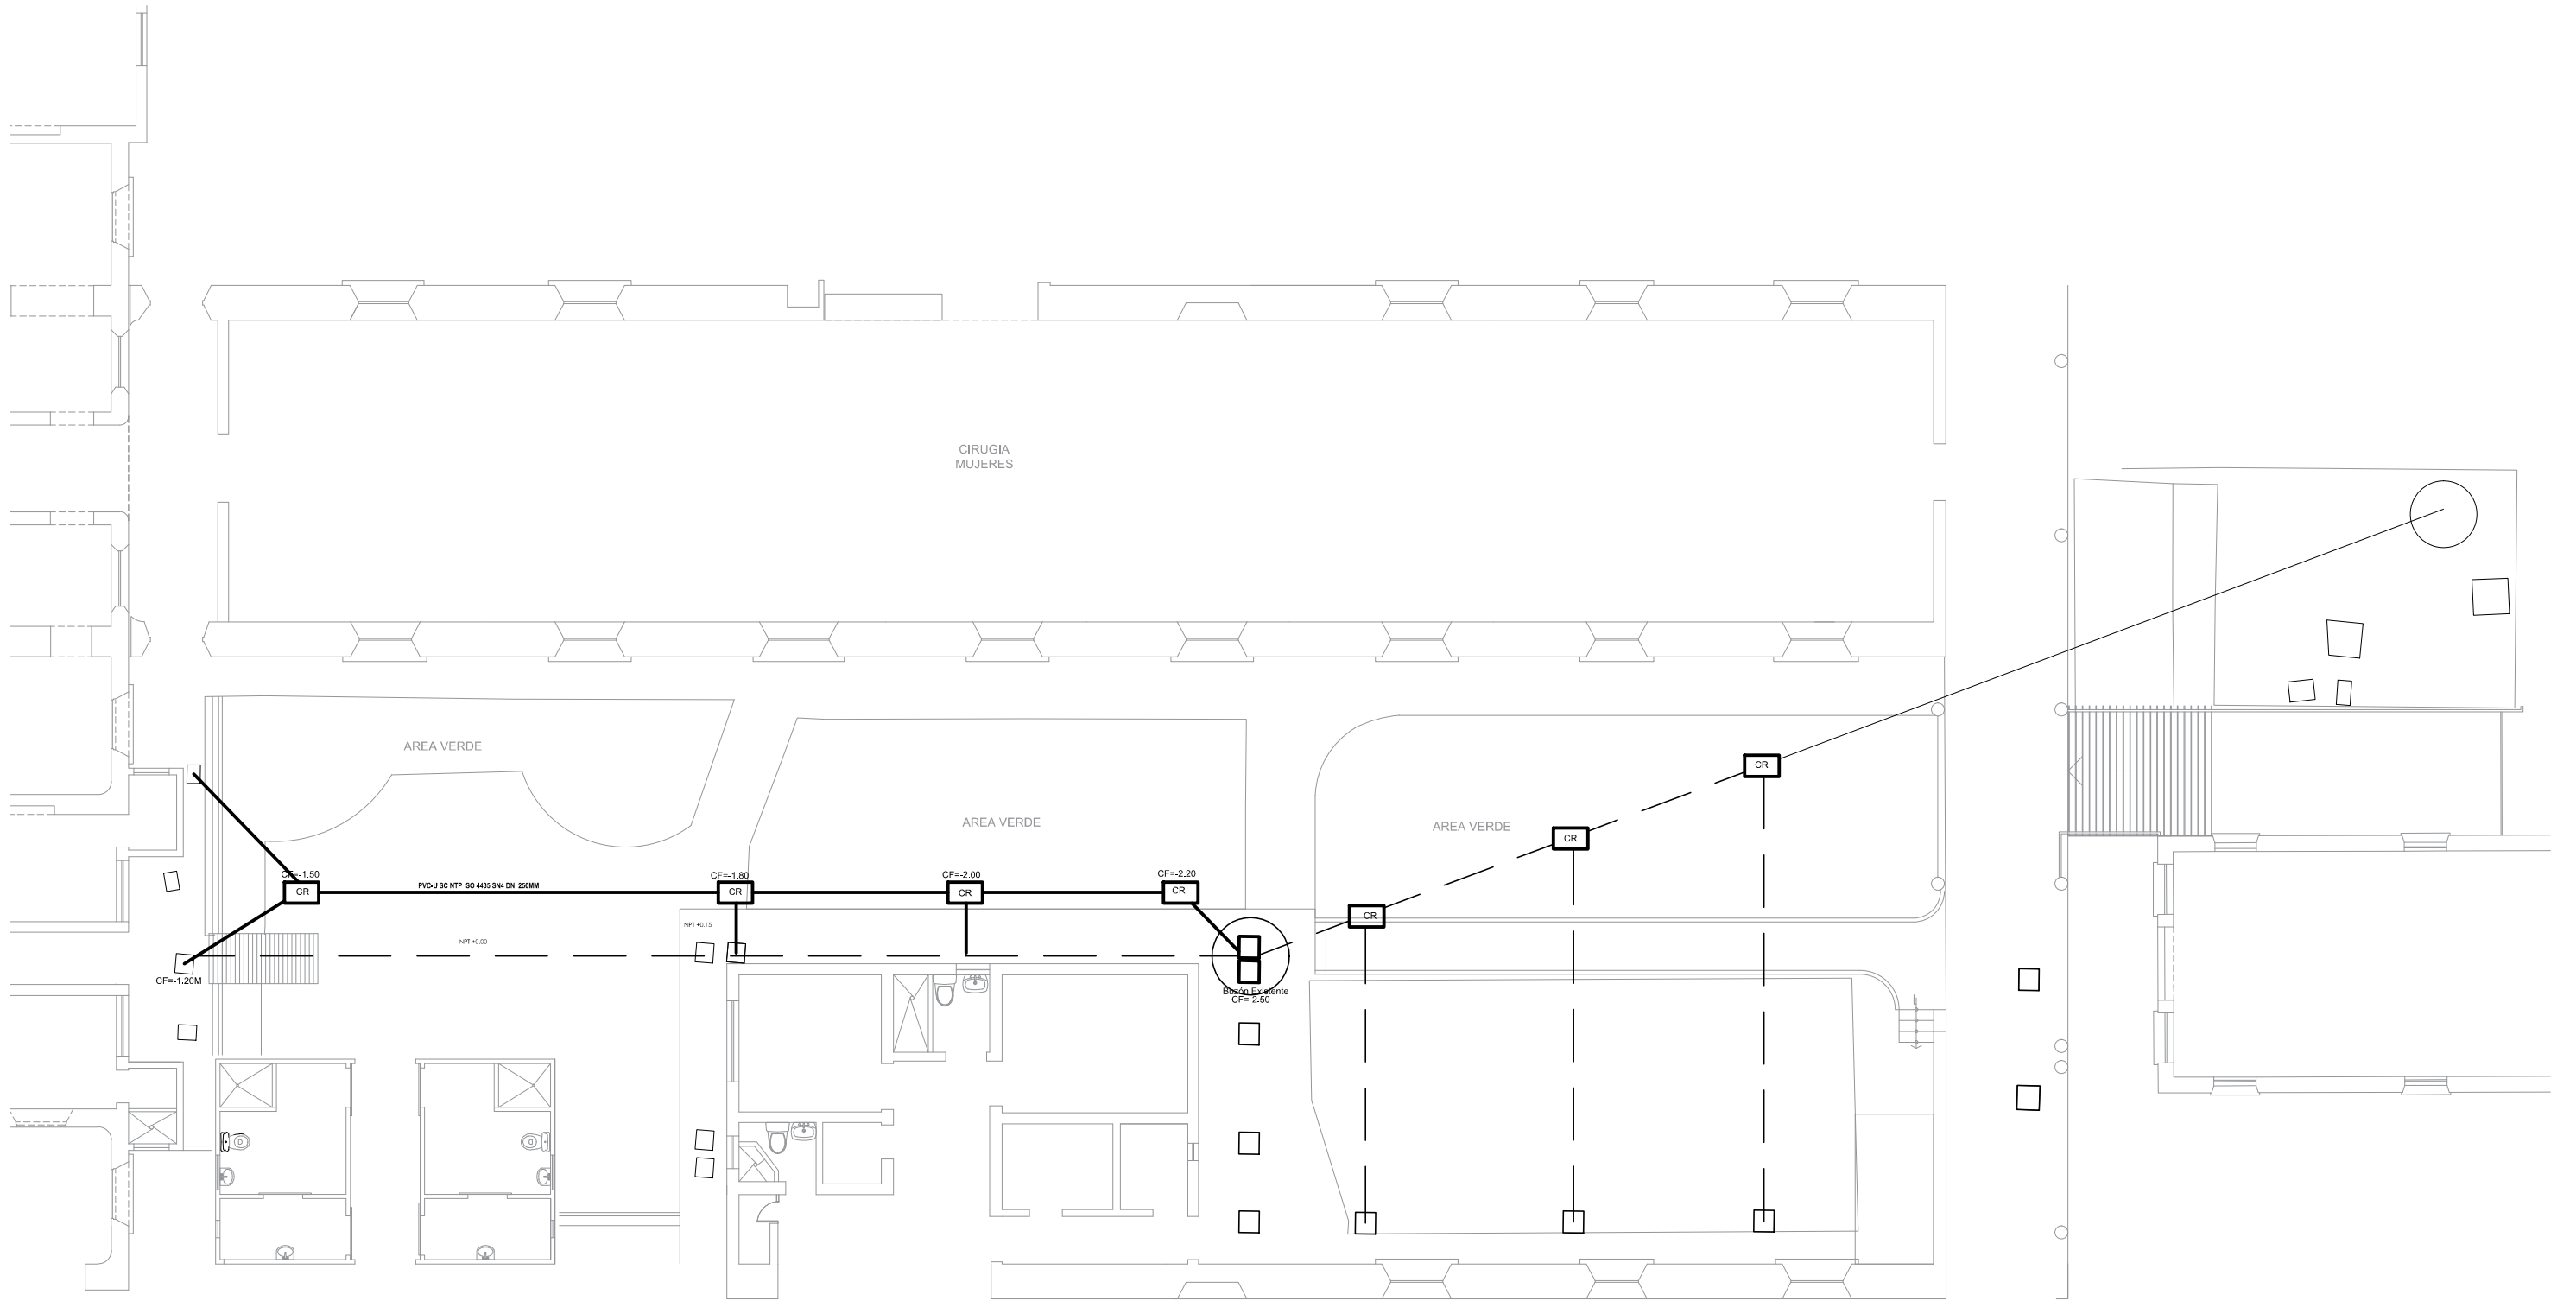 CIRUGIA
MUJERES
AREA VERDE
AREA VERDE
AREA VERDE
CR
CR
CR
CF=-1.50
CR
PVC-U SC NTP ISO 4435 SN4 DN 250MM
CF=-1.80
CR
CF=-2.00
CR
CF=-2.20
CR
NPT +0.15
NPT +0.00
CF=-1.20M
Buzón Existente
CF=-2.50